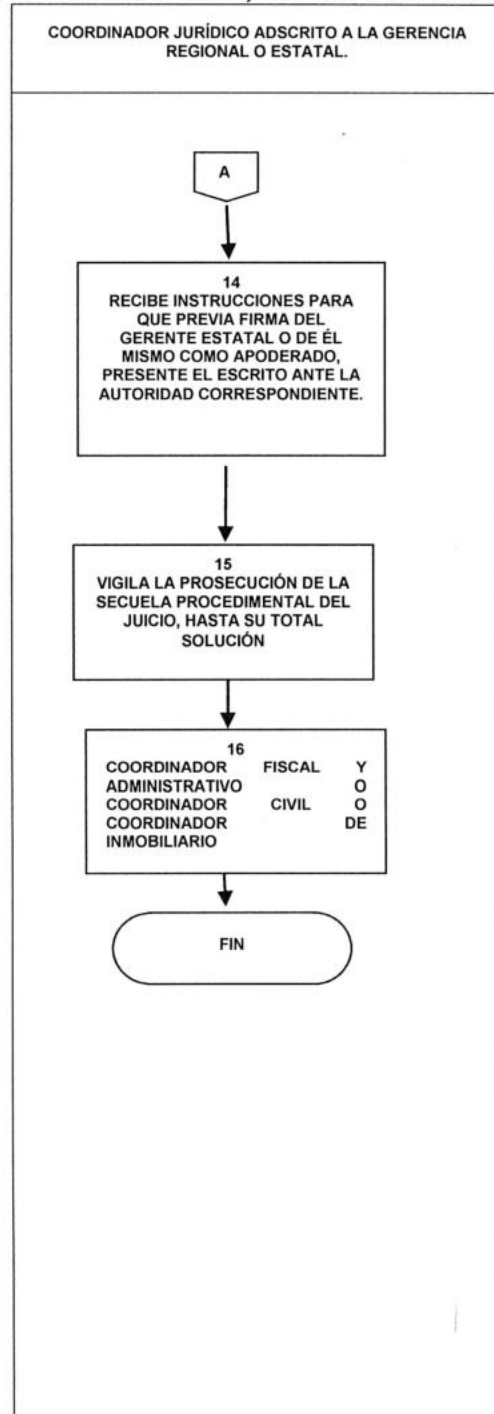 COORDINADOR JURÍDICO ADSCRITO A LA GERENCIA
REGIONAL O ESTATAL.
A
14
RECIBE INSTRUCCIONES PARA
QUE PREVIA FIRMA DEL
GERENTE ESTATAL O DE ÉL
MISMO COMO APODERADO,
PRESENTE EL ESCRITO ANTE LA
AUTORIDAD CORRESPONDIENTE.
15
VIGILA LA PROSECUCIÓN DE LA
SECUELA PROCEDIMENTAL DEL
JUICIO, HASTA SU TOTAL
SOLUCIÓN
16
COORDINADOR FISCAL Y
ADMINISTRATIVO O
COORDINADOR CIVIL O
COORDINADOR DE
INMOBILIARIO
FIN